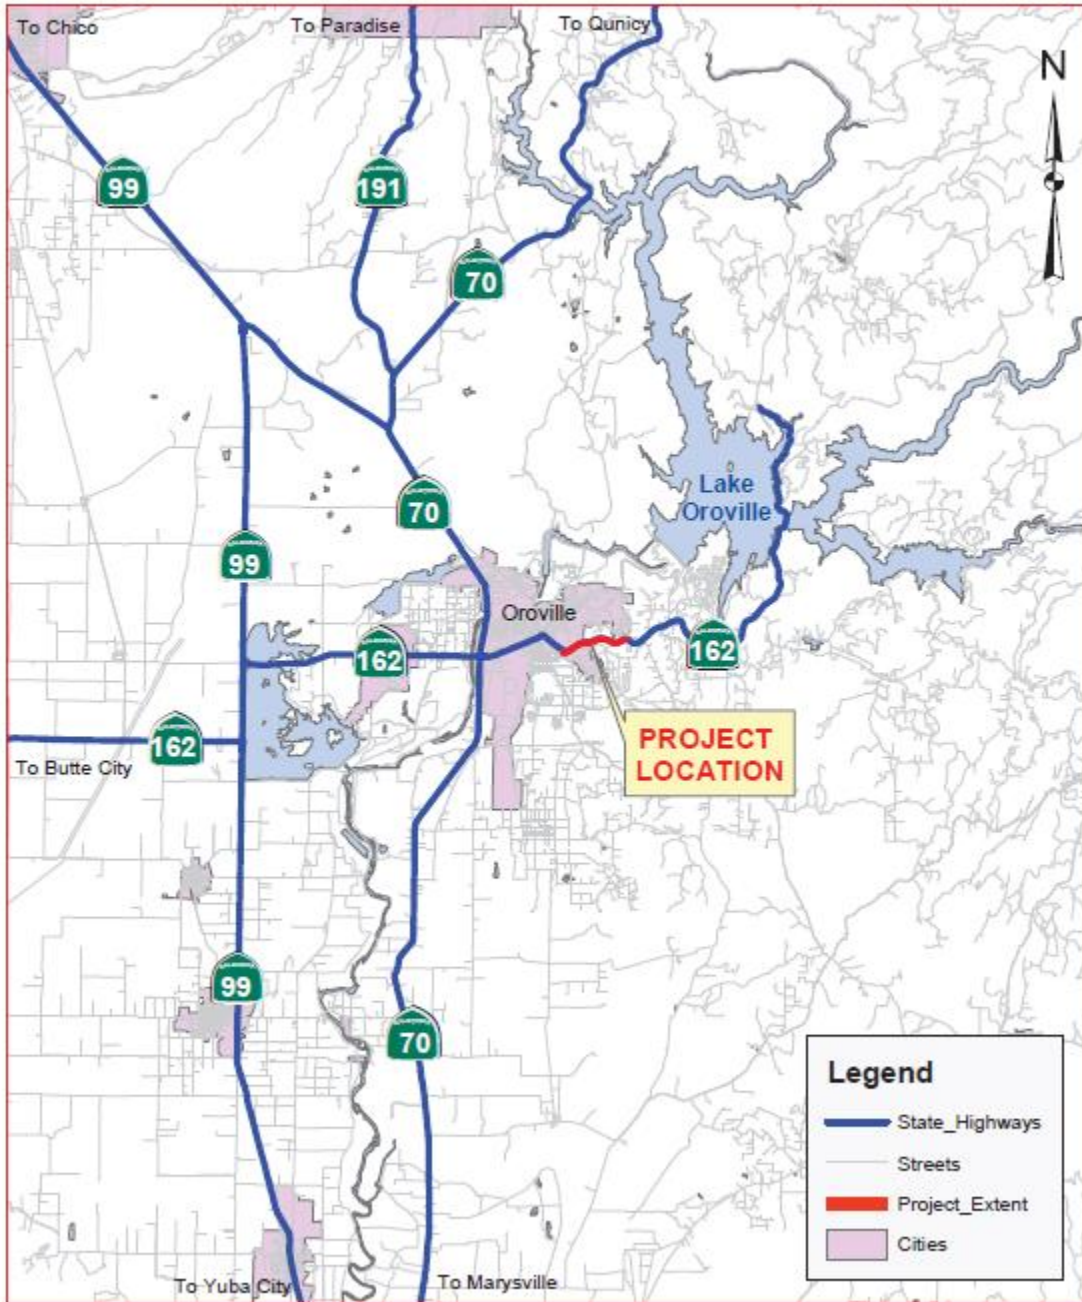 To Chico
To Paradise
To Qunicy
N
99
191
70
70
Lake
Oroville
99
Oroville
162
162
162
PROJECT
LOCATION
To Butte City
99
70
Legend
State_Highways
Streets
Project_Extent
Cities
To Yuba City
To Marysville